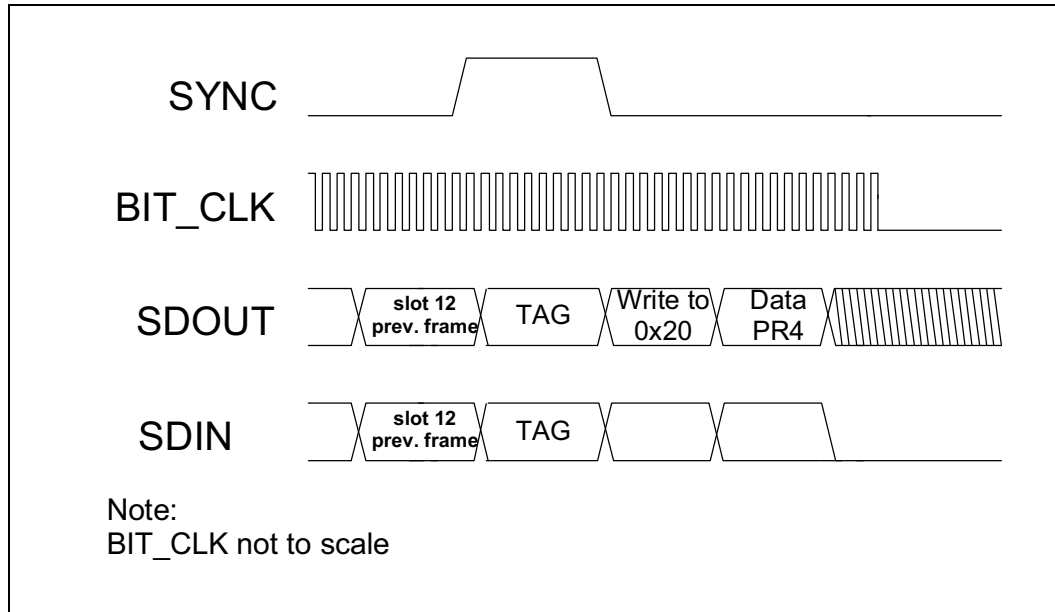 SYNC
BIT_CLK
SDOUT
slot 12
prev. frame
TAG
Write to
0x20
Data
PR4
SDIN
slot 12
prev. frame
TAG
Note:
BIT_CLK not to scale